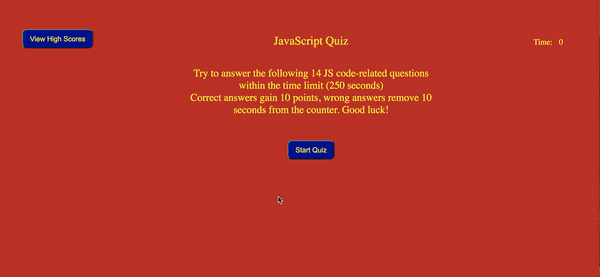 View High Scores
JavaScript Quiz
Time: 0
Try to answer the following 14 JS code-related questions
within the time limit (250 seconds)
Correct answers gain 10 points, wrong answers remove 10
seconds from the counter. Good luck!
Start Quiz